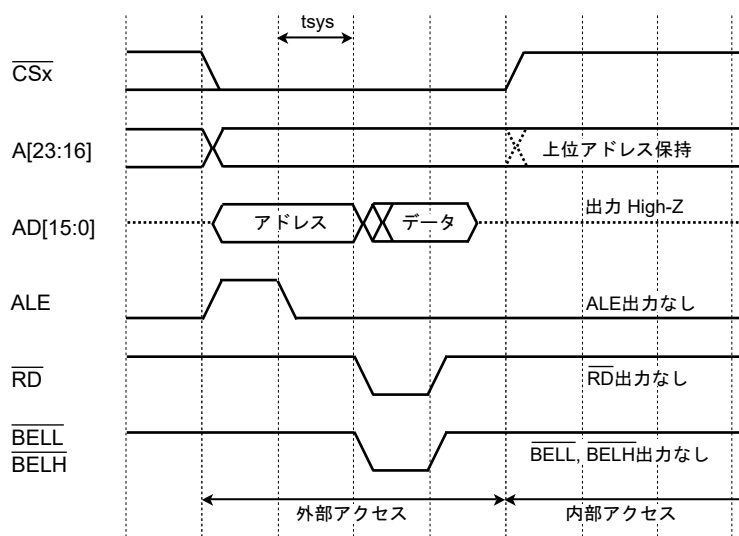 tsys
CSx
A[23:16]
上位アドレス保持
AD[15:0]
アドレス
データ
出力 High-Z
ALE
ALE出力なし
RD
RD出力なし
BELL
BELH
BELL, BELH出力なし
外部アクセス
内部アクセス